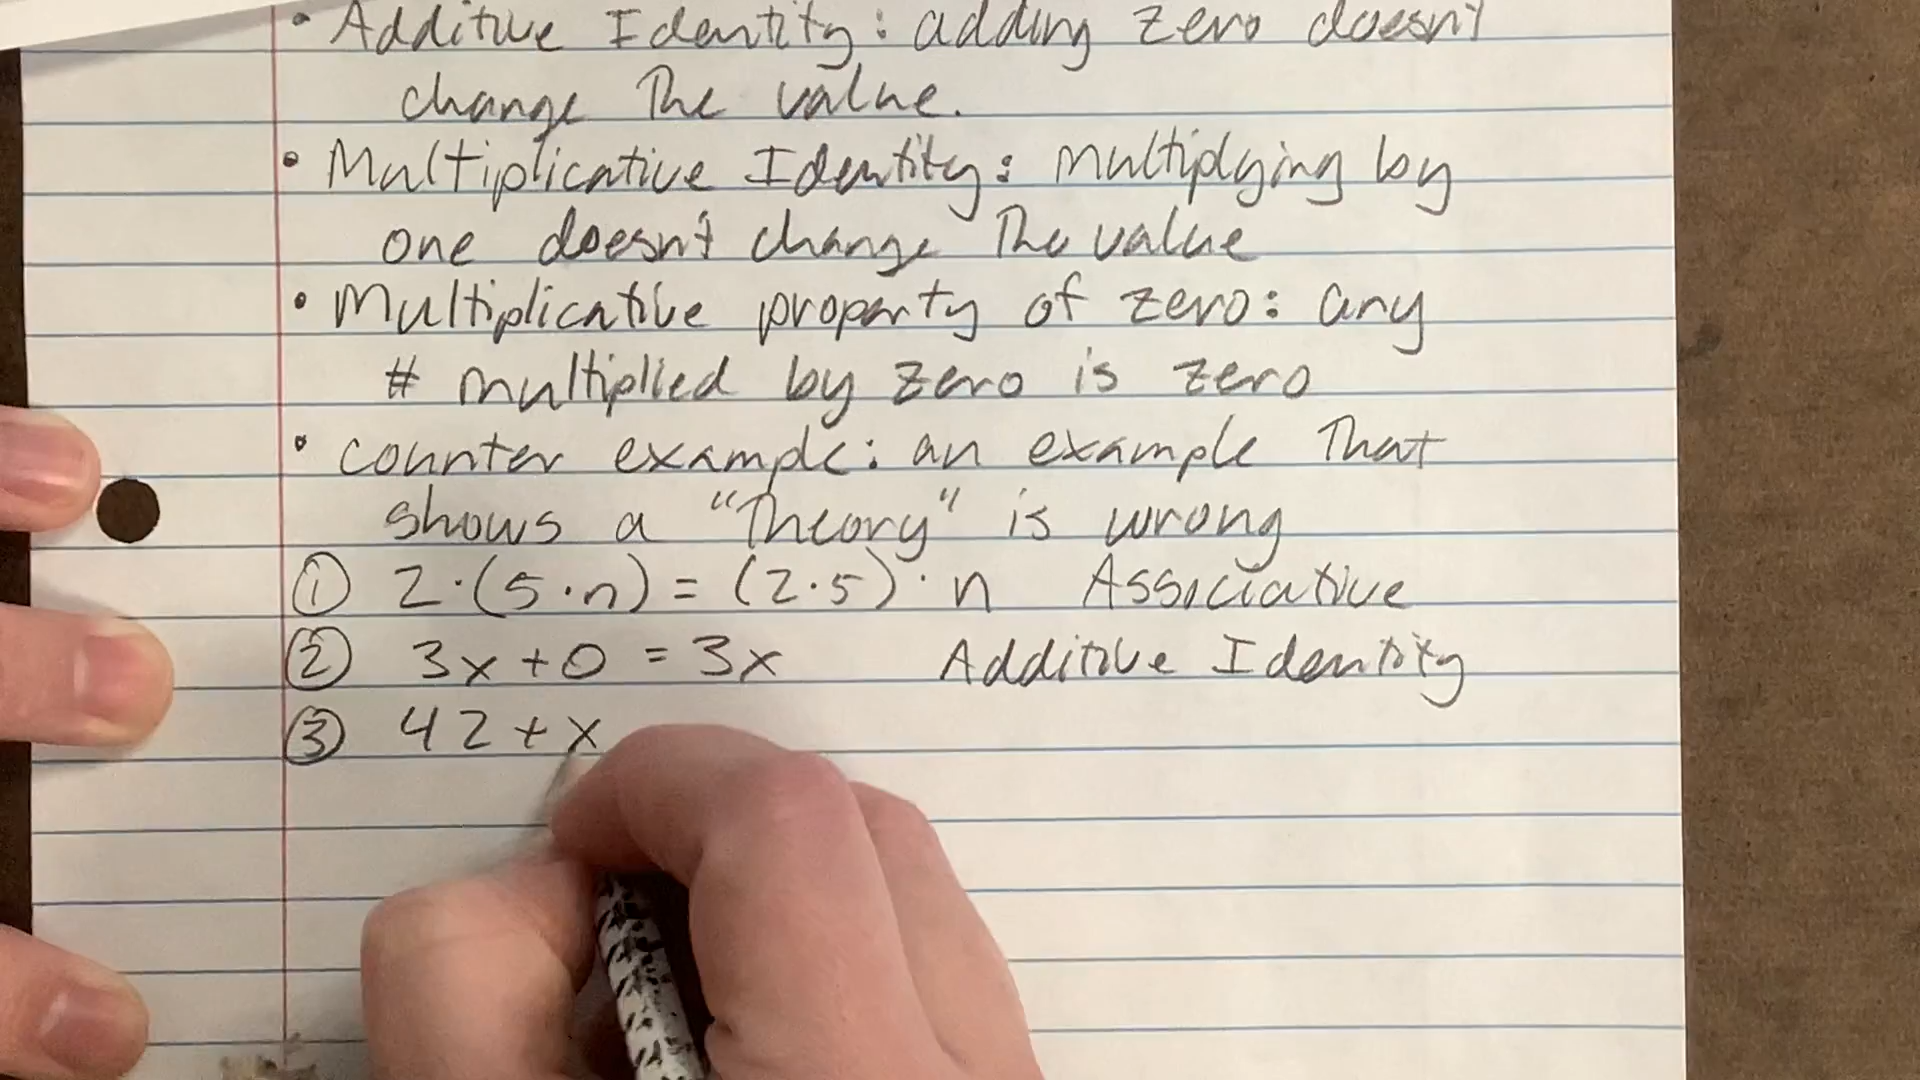 • Additive Identity: adding zero doesn't
change the value.
• Multiplicative Identity: multiplying by
one doesn't change the value
• Multiplicative property of zero: any
# multiplied by zero is zero
• counter example: an example that
shows a "theory" is wrong
① 2·(5·n) = (2·5)·n Associative
② 3x+0 = 3x Additive Identity
③ 42+x